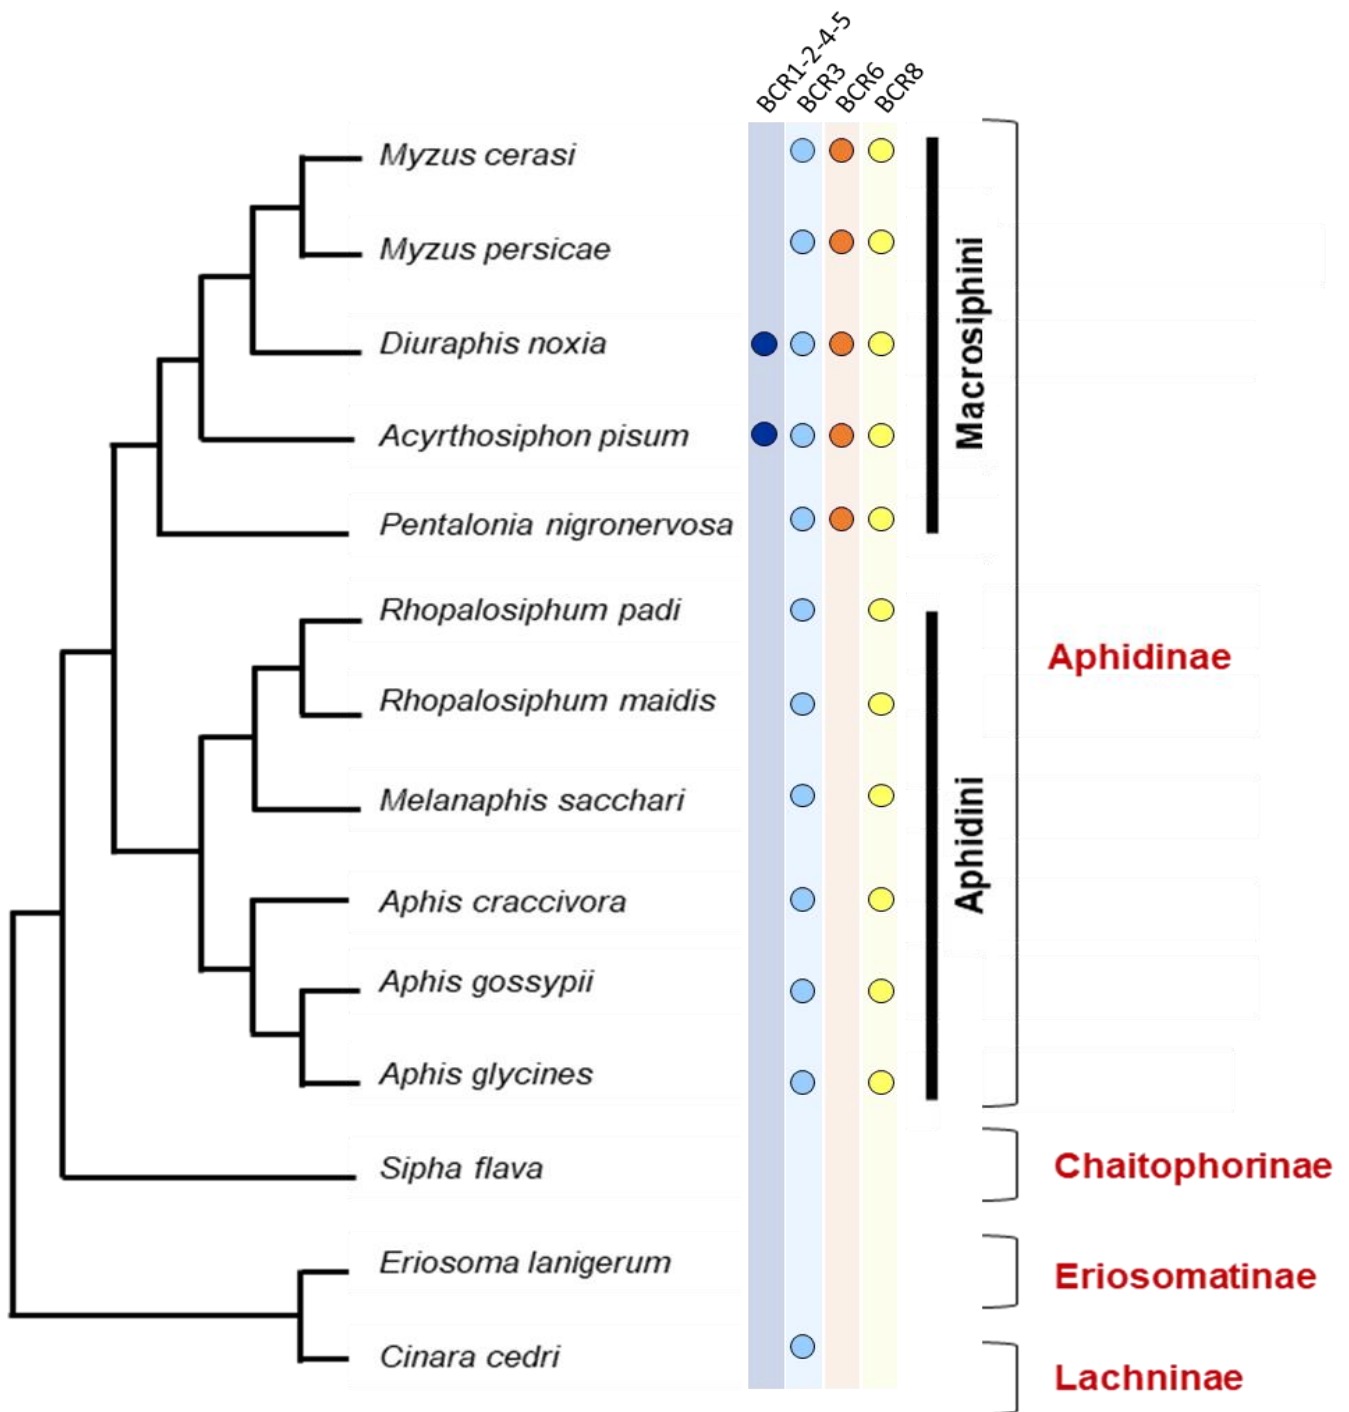 BCR1-2-4-5
BCR3
BCR6
BCR8
Myzus cerasi
Myzus persicae
Diuraphis noxia
Acyrthosiphon pisum
Pentalonia nigronervosa
Macrosiphini
Rhopalosiphum padi
Rhopalosiphum maidis
Melanaphis sacchari
Aphis craccivora
Aphis gossypii
Aphis glycines
Aphidini
Aphidinae
Sipha flava
Chaitophorinae
Eriosoma lanigerum
Eriosomatinae
Cinara cedri
Lachninae